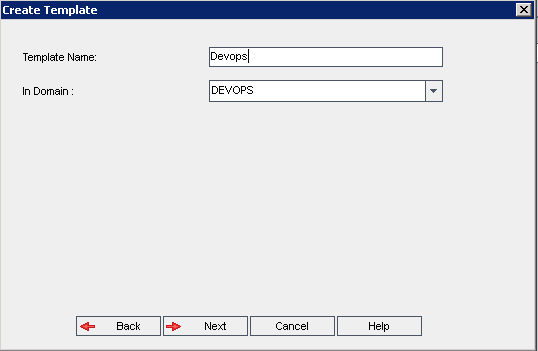 Create Template
Template Name: Devops
In Domain : DEVOPS
Back Next Cancel Help